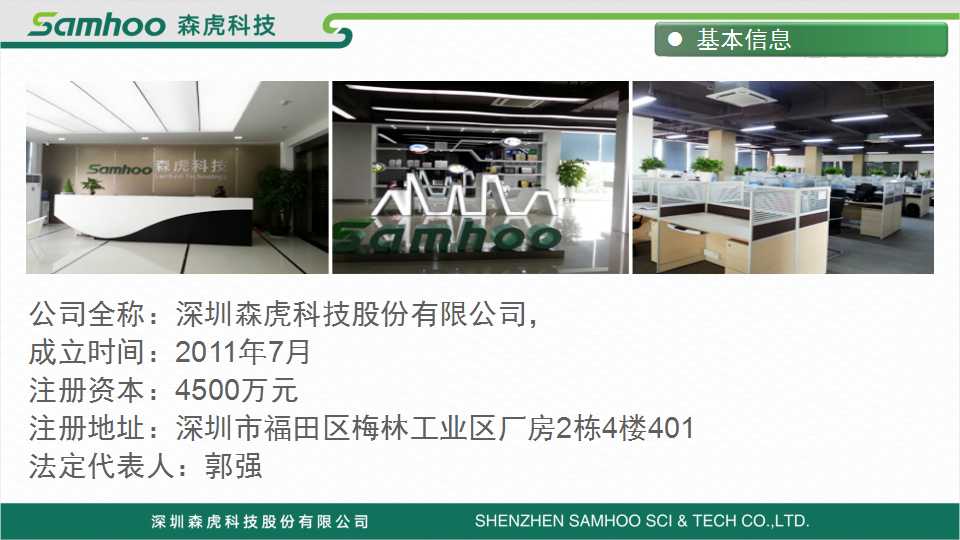 Samhoo 森虎科技
基本信息
Samhoo 森虎科技
Samhoo Technology
Samhoo
公司全称：深圳森虎科技股份有限公司，
成立时间：2011年7月
注册资本：4500万元
注册地址：深圳市福田区梅林工业区厂房2栋4楼401
法定代表人：郭强
深圳森虎科技股份有限公司 SHENZHEN SAMHOO SCI & TECH CO.,LTD.